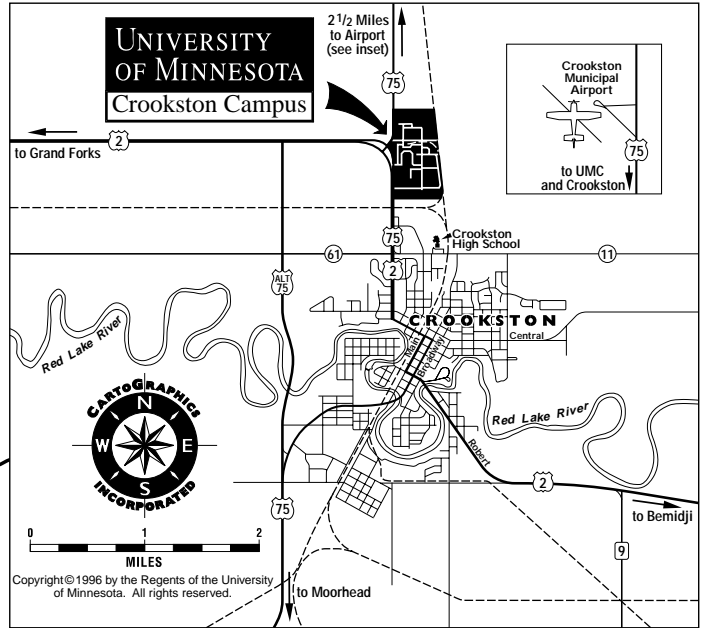 UNIVERSITY
OF MINNESOTA
Crookston Campus
2 1/2 Miles
to Airport
(see inset)
75
Crookston
Municipal
Airport
75
to UMC
and Crookston
2
to Grand Forks
75
Crookston
High School
61
11
ALT
75
2
CROOKSTON
Central
Main
Broadway
Red Lake River
Red Lake River
Robert
CARTOGRAPHICS
N
W
E
S
INCORPORATED
2
to Bemidji
75
9
0
1
2
MILES
to Moorhead
Copyright©1996 by the Regents of the University
of Minnesota. All rights reserved.